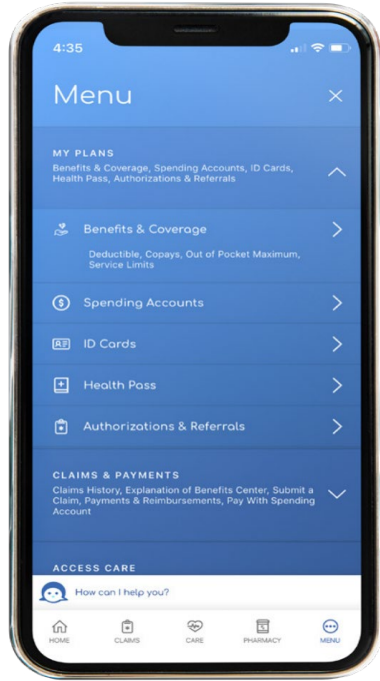 4:35
Menu
MY PLANS
Benefits & Coverage, Spending Accounts, ID Cards,
Health Pass, Authorizations & Referrals
Benefits & Coverage
Deductible, Copays, Out of Pocket Maximum,
Service Limits
Spending Accounts
ID Cards
Health Pass
Authorizations & Referrals
CLAIMS & PAYMENTS
Claims History, Explanation of Benefits Center, Submit a
Claim, Payments & Reimbursements, Pay With Spending
Account
ACCESS CARE
How can I help you?
HOME CLAIMS CARE PHARMACY MENU